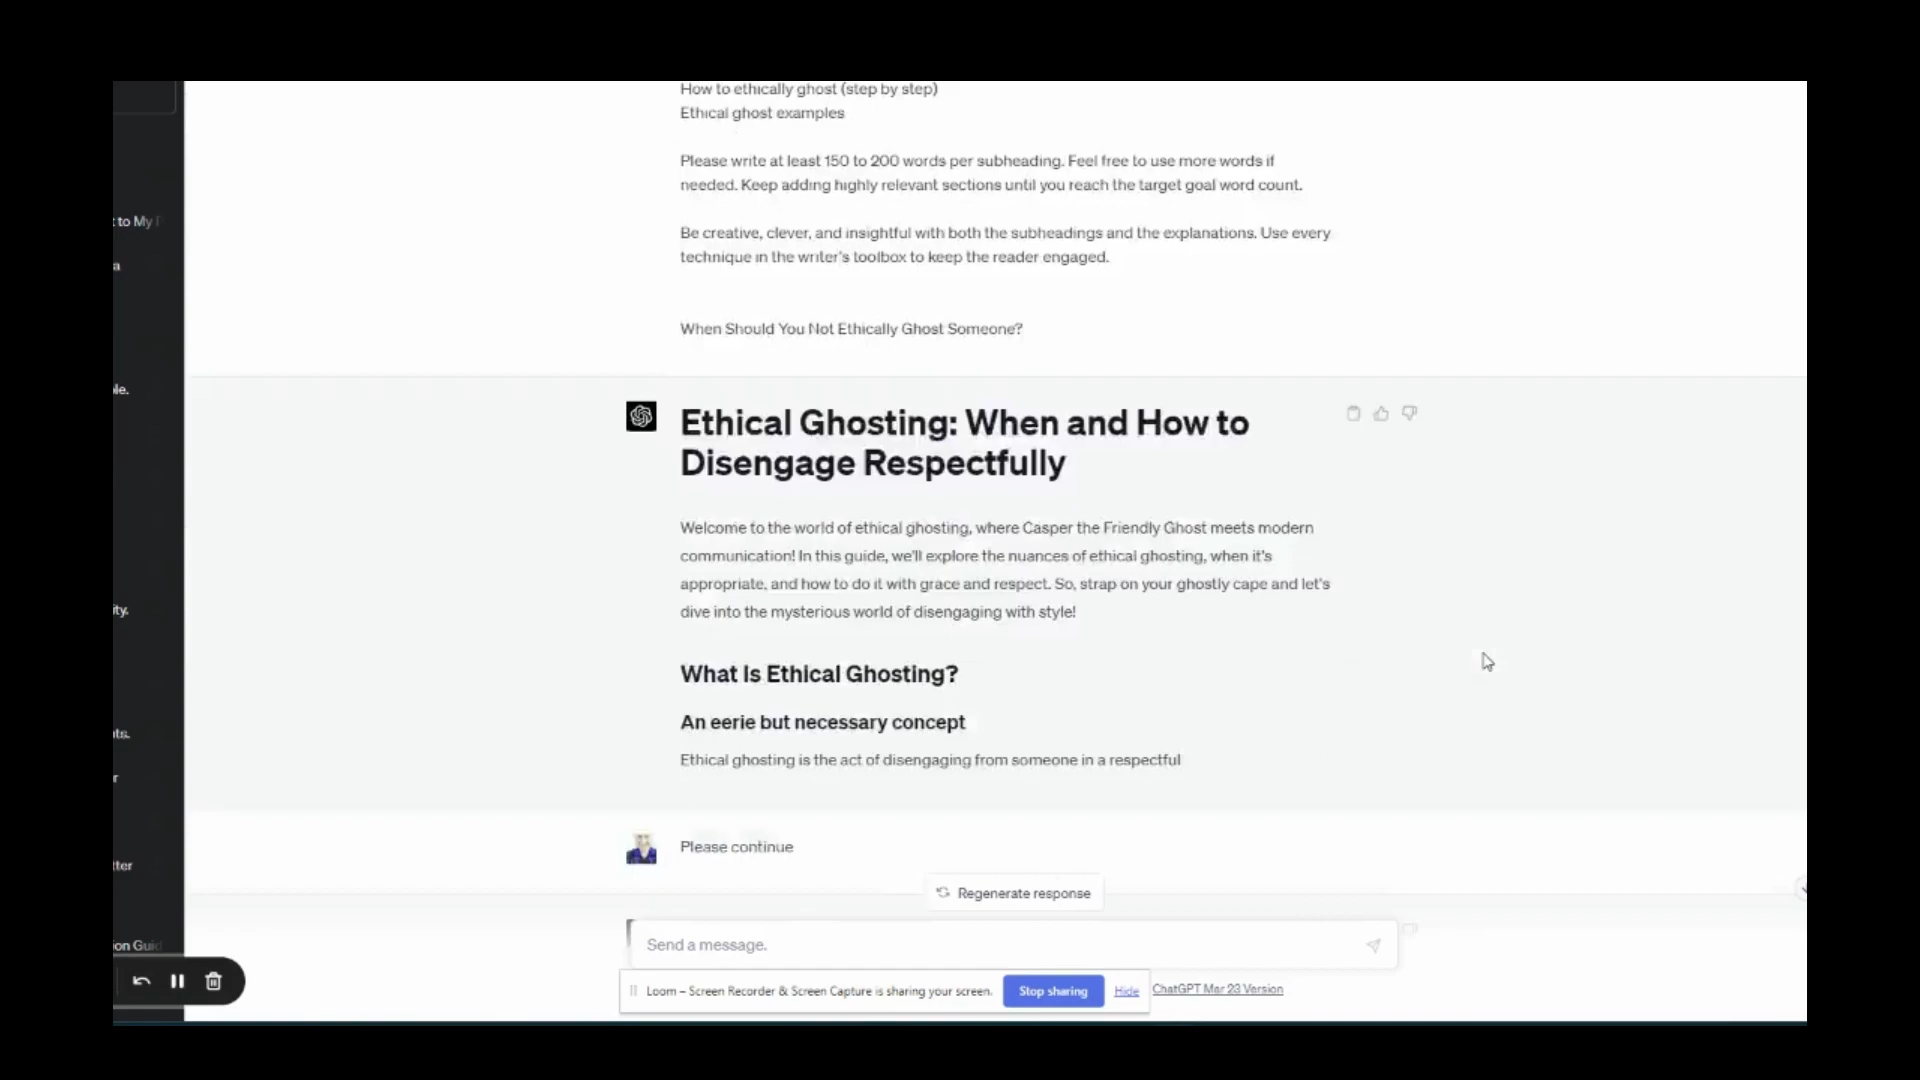 How to ethically ghost (step by step)
Ethical ghost examples
Please write at least 150 to 200 words per subheading. Feel free to use more words if
needed. Keep adding highly relevant sections until you reach the target goal word count.
to My
a
Be creative, clever, and insightful with both the subheadings and the explanations. Use every
technique in the writer's toolbox to keep the reader engaged.
When Should You Not Ethically Ghost Someone?
le.
Ethical Ghosting: When and How to
Disengage Respectfully
Welcome to the world of ethical ghosting, where Casper the Friendly Ghost meets modern
communication! In this guide, we'll explore the nuances of ethical ghosting, when it's
appropriate, and how to do it with grace and respect. So, strap on your ghostly cape and let's
dive into the mysterious world of disengaging with style!
ity.
What Is Ethical Ghosting?
An eerie but necessary concept
Ethical ghosting is the act of disengaging from someone in a respectful
nts.
r
Please continue
tter
Regenerate response
Send a message.
ion Guid
Loom – Screen Recorder & Screen Capture is sharing your screen. Stop sharing Hide ChatGPT Mar 23 Version